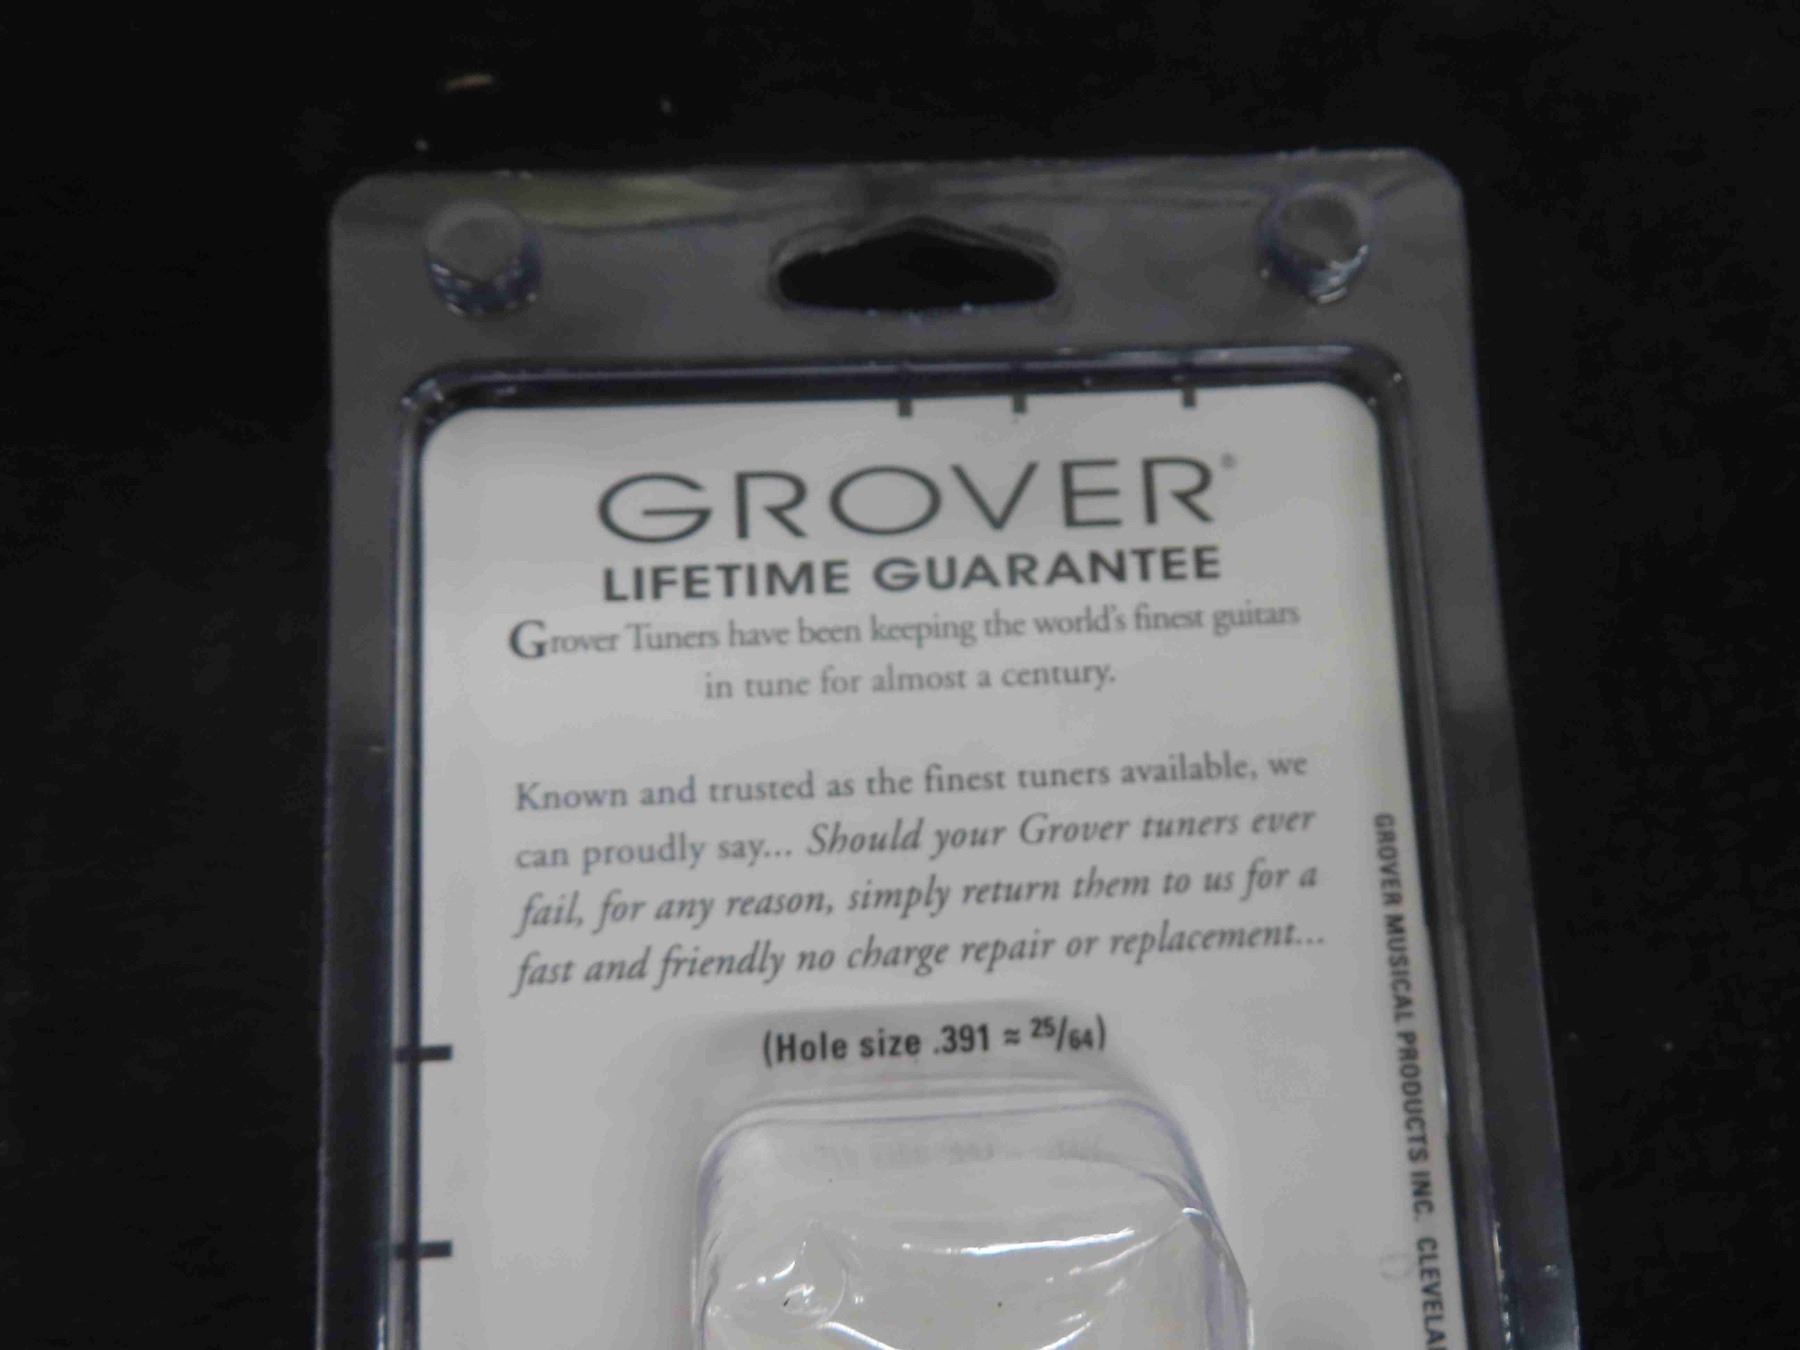 GROVER®
LIFETIME GUARANTEE
Grover Tuners have been keeping the world's finest guitars
in tune for almost a century.
Known and trusted as the finest tuners available, we
can proudly say... Should your Grover tuners ever
fail, for any reason, simply return them to us for a
fast and friendly no charge repair or replacement...
(Hole size .391 ≈ 25/64)
GROVER MUSICAL PRODUCTS INC. CLEVELA